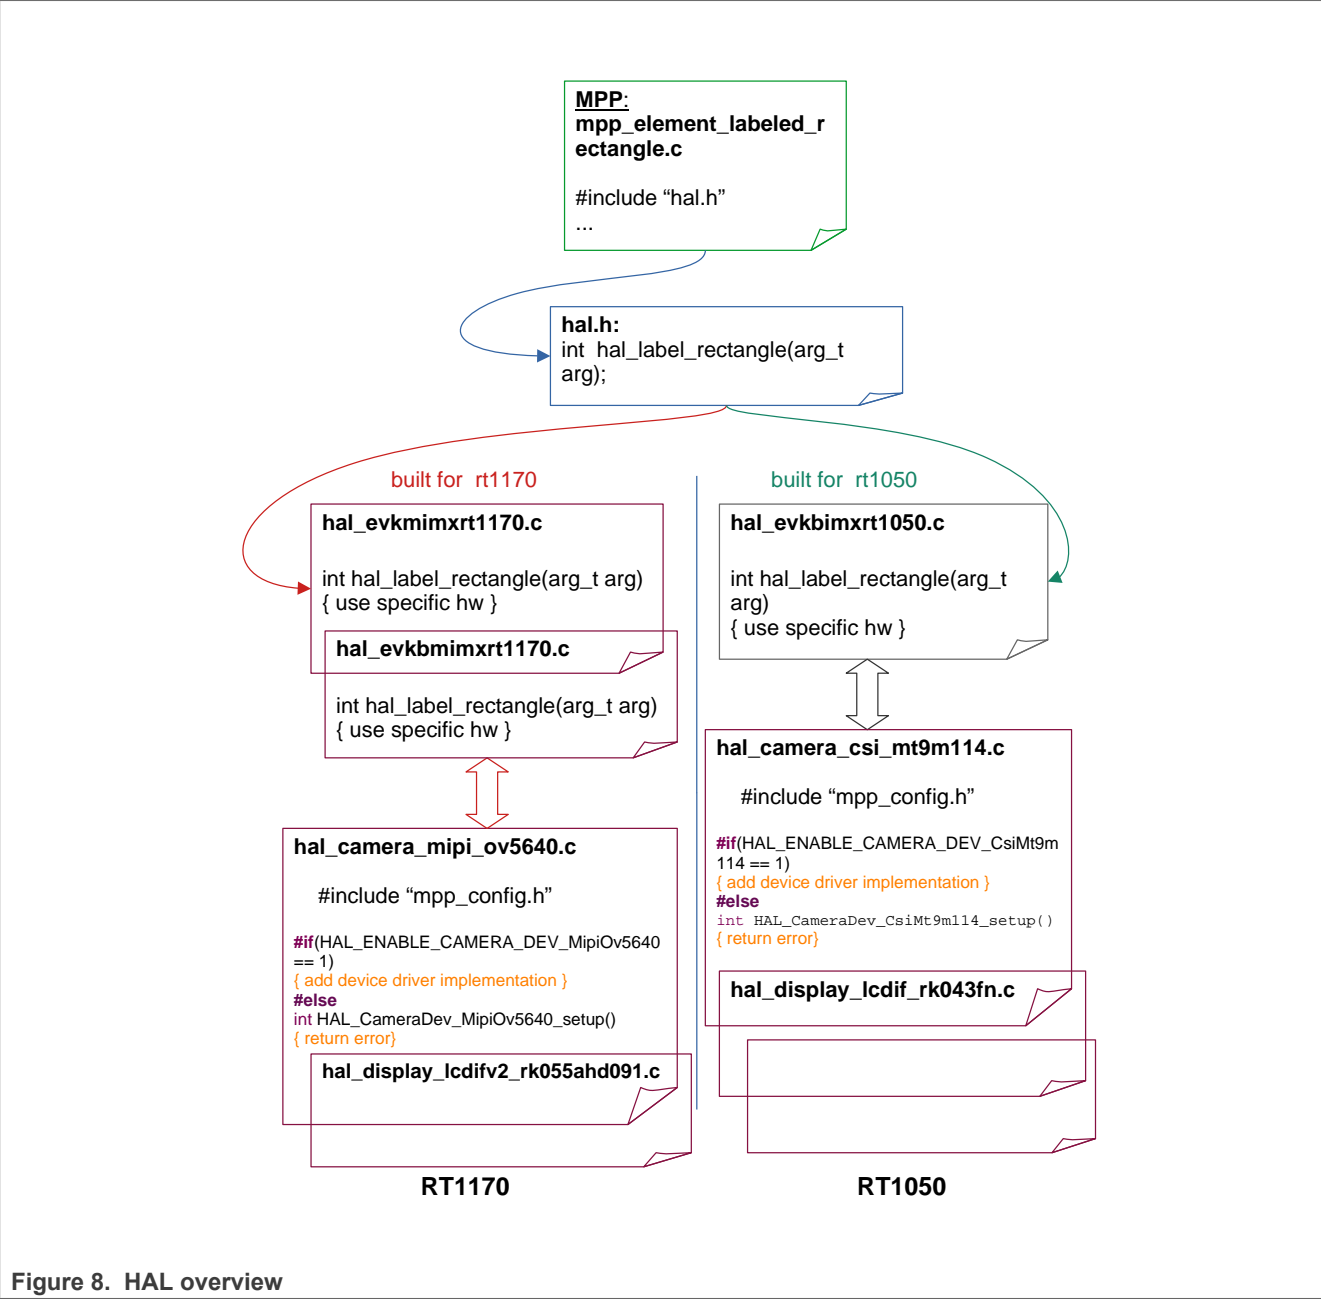 MPP:
mpp_element_labeled_r
ectangle.c
#include “hal.h”
...
hal.h:
int  hal_label_rectangle(arg_t
arg);
built for  rt1170
hal_evkmimxrt1170.c
int hal_label_rectangle(arg_t arg)
{ use specific hw }
hal_evkbmimxrt1170.c
int hal_label_rectangle(arg_t arg)
{ use specific hw }
hal_camera_mipi_ov5640.c
#include “mpp_config.h”
#if(HAL_ENABLE_CAMERA_DEV_MipiOv5640
== 1)
{ add device driver implementation }
#else
int HAL_CameraDev_MipiOv5640_setup()
{ return error}
hal_display_lcdifv2_rk055ahd091.c
RT1170
built for  rt1050
hal_evkbimxrt1050.c
int hal_label_rectangle(arg_t
arg)
{ use specific hw }
hal_camera_csi_mt9m114.c
#include “mpp_config.h”
#if(HAL_ENABLE_CAMERA_DEV_CsiMt9m
114 == 1)
{ add device driver implementation }
#else
int HAL_CameraDev_CsiMt9m114_setup()
{ return error}
hal_display_lcdif_rk043fn.c
RT1050
Figure 8.  HAL overview